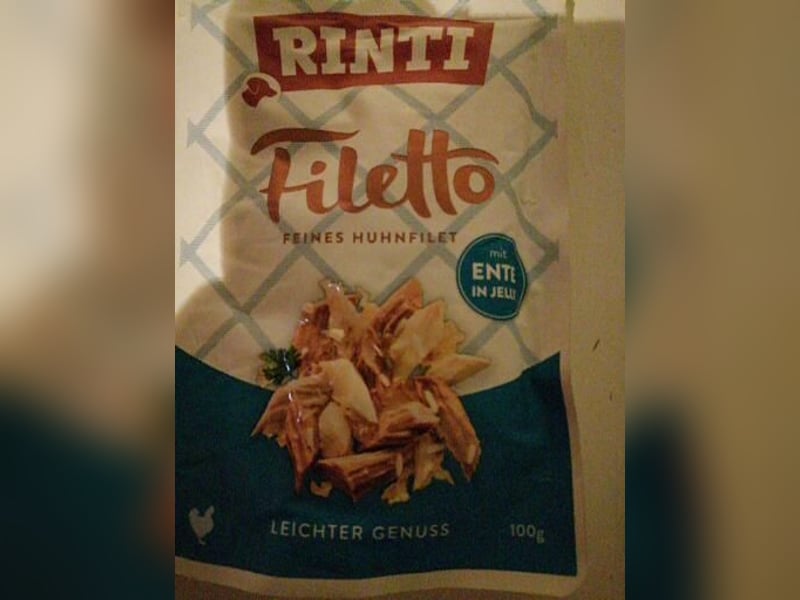 RINTI
Filetto
FEINES HUHNFILET
mit
ENTE
IN JELLY
LEICHTER GENUSS
100g